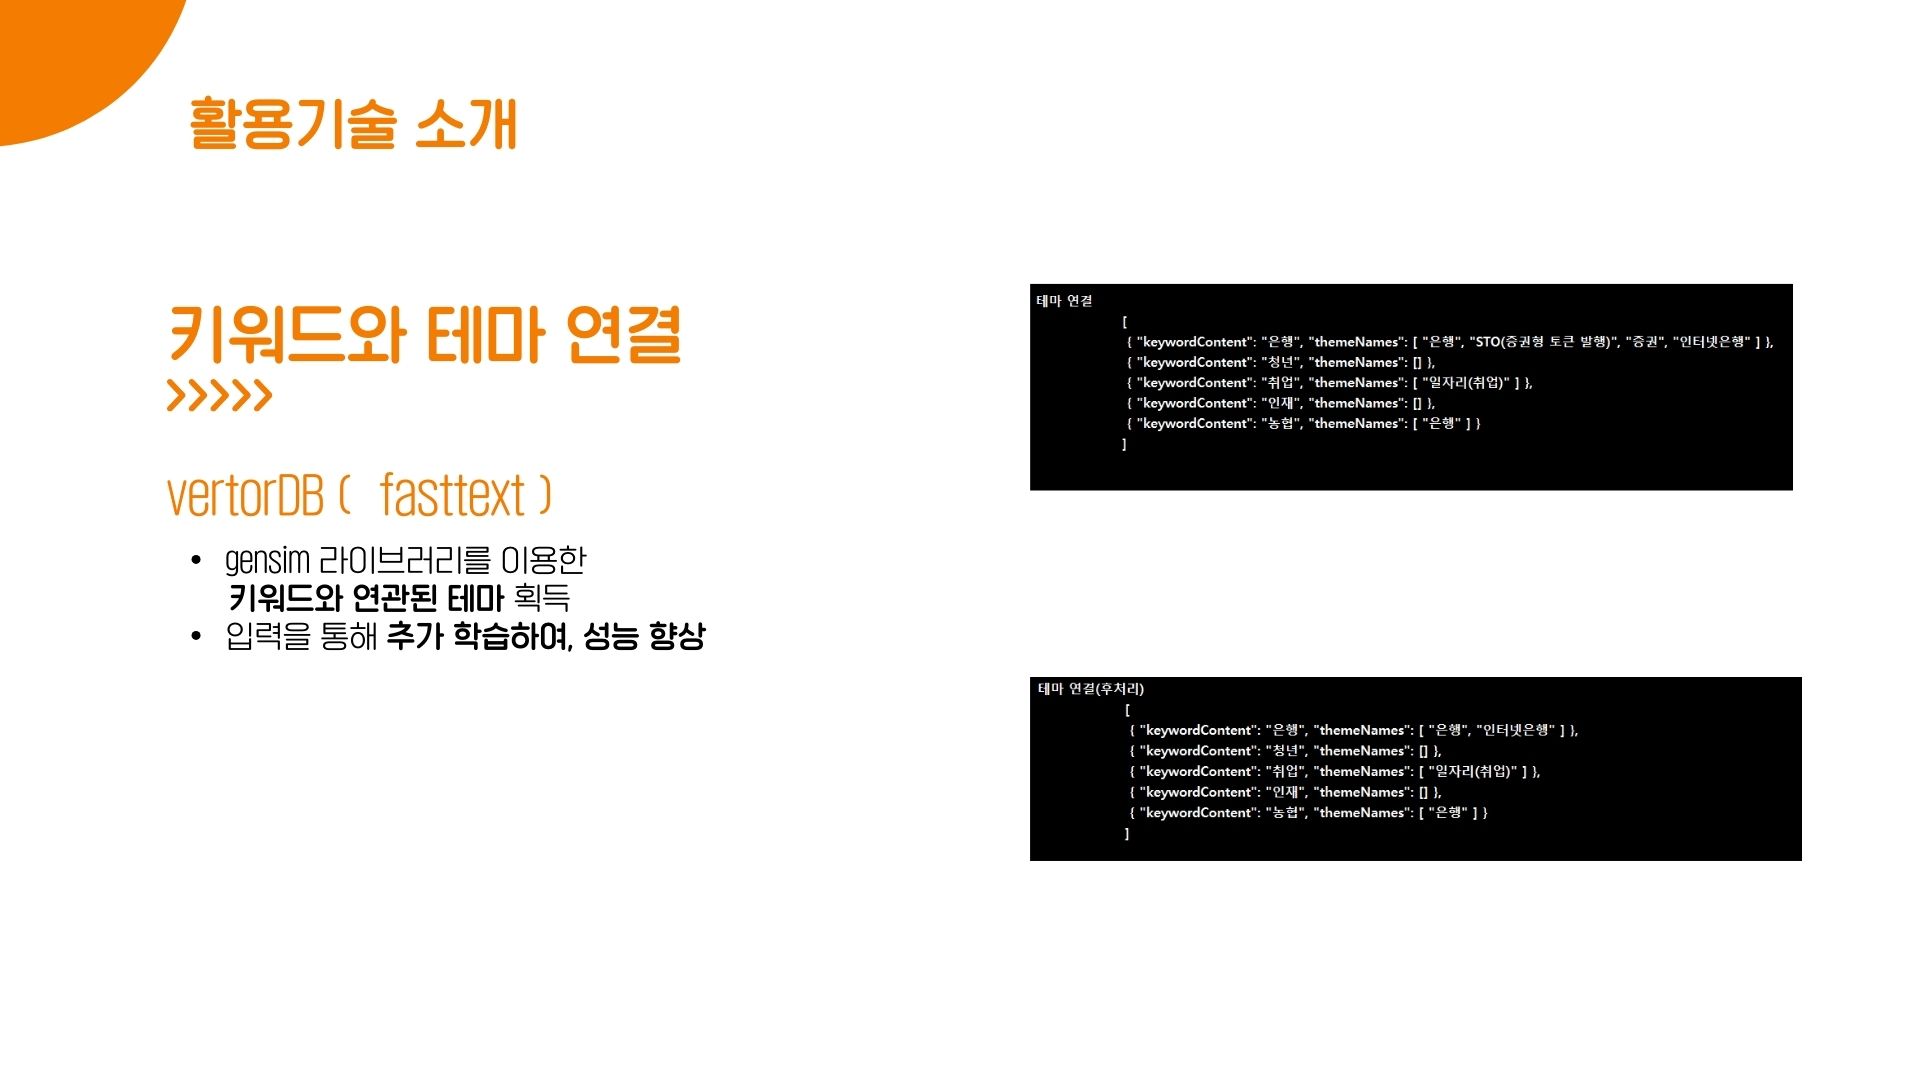 활용기술 소개
키워드와 테마 연결
vertorDB ( fasttext )
• gensim 라이브러리를 이용한
키워드와 연관된 테마 획득
• 입력을 통해 추가 학습하여, 성능 향상
테마 연결
[
{ "keywordContent": "은행", "themeNames": [ "은행", "STO(증권형 토큰 발행)", "증권", "인터넷은행" ] },
{ "keywordContent": "청년", "themeNames": [] },
{ "keywordContent": "취업", "themeNames": [ "일자리(취업)" ] },
{ "keywordContent": "인재", "themeNames": [] },
{ "keywordContent": "농협", "themeNames": [ "은행" ] }
]
테마 연결(후처리)
[
{ "keywordContent": "은행", "themeNames": [ "은행", "인터넷은행" ] },
{ "keywordContent": "청년", "themeNames": [] },
{ "keywordContent": "취업", "themeNames": [ "일자리(취업)" ] },
{ "keywordContent": "인재", "themeNames": [] },
{ "keywordContent": "농협", "themeNames": [ "은행" ] }
]